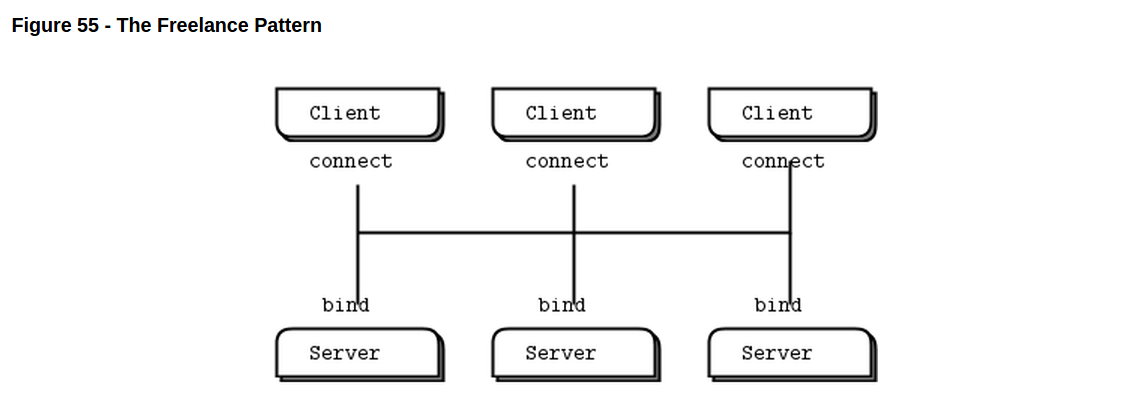 Figure 55 - The Freelance Pattern
Client Client Client
connect connect connect
bind bind bind
Server Server Server